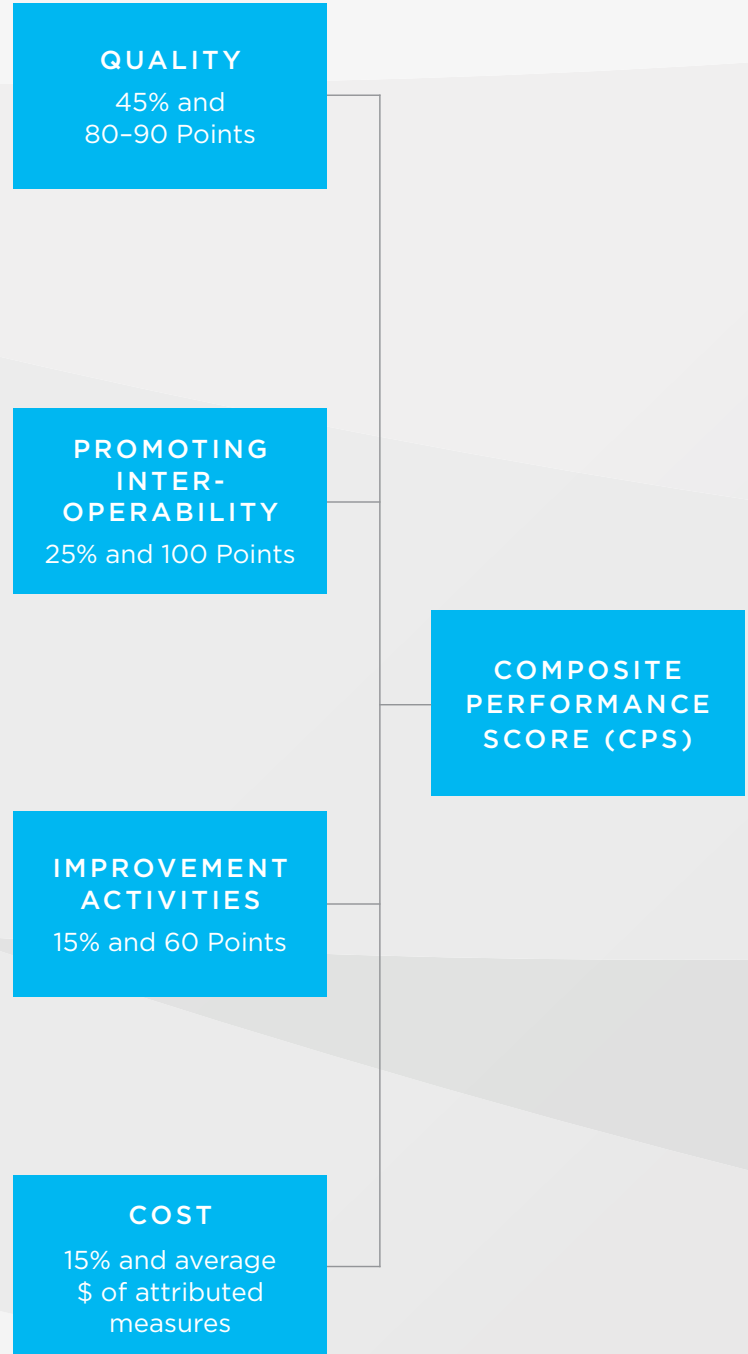 QUALITY
45% and
80–90 Points
PROMOTING
INTER-
OPERABILITY
25% and 100 Points
COMPOSITE
PERFORMANCE
SCORE (CPS)
IMPROVEMENT
ACTIVITIES
15% and 60 Points
COST
15% and average
$ of attributed
measures